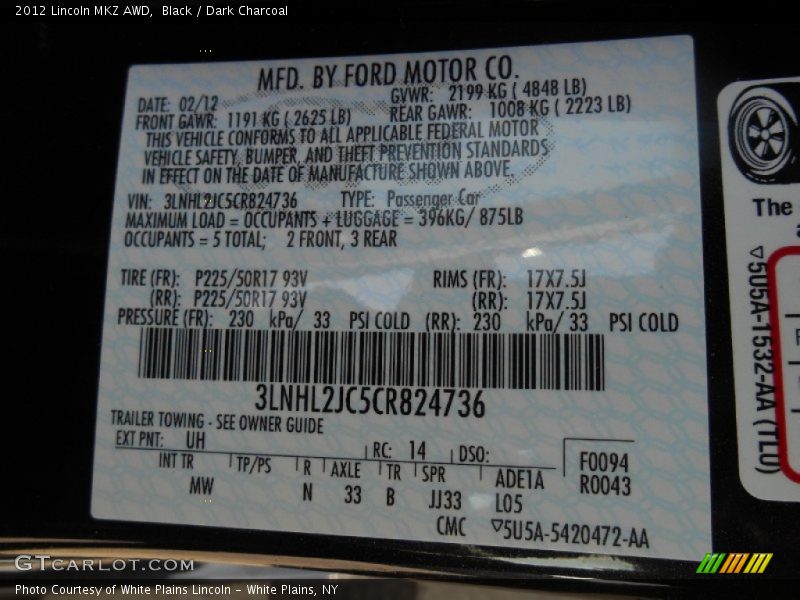 2012 Lincoln MKZ AWD,  Black / Dark Charcoal
MFD. BY FORD MOTOR CO.
DATE: 02/12 GVWR: 2199 KG ( 4848 LB)
FRONT GAWR: 1191 KG ( 2625 LB) REAR GAWR: 1008 KG ( 2223 LB)
THIS VEHICLE CONFORMS TO ALL APPLICABLE FEDERAL MOTOR
VEHICLE SAFETY, BUMPER, AND THEFT PREVENTION STANDARDS
IN EFFECT ON THE DATE OF MANUFACTURE SHOWN ABOVE.
VIN: 3LNHL2JC5CR824736 TYPE: Passenger Car
MAXIMUM LOAD = OCCUPANTS + LUGGAGE = 396KG/ 875LB
OCCUPANTS = 5 TOTAL; 2 FRONT, 3 REAR
TIRE (FR): P225/50R17 93V RIMS (FR): 17X7.5J
(RR): P225/50R17 93V (RR): 17X7.5J
PRESSURE (FR): 230 kPa/ 33 PSI COLD (RR): 230 kPa/ 33 PSI COLD
3LNHL2JC5CR824736
TRAILER TOWING - SEE OWNER GUIDE
EXT PNT: UH RC: 14 DSO:
INT TR TP/PS R AXLE TR SPR ADE1A F0094
MW N 33 B JJ33 L05 R0043
CMC ▽5U5A-5420472-AA
The
▽5U5A-1532-AA (TLU)
GTCARLOT.COM
Photo Courtesy of White Plains Lincoln - White Plains, NY